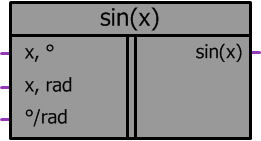 sin(x)
x, °
sin(x)
x, rad
°/rad